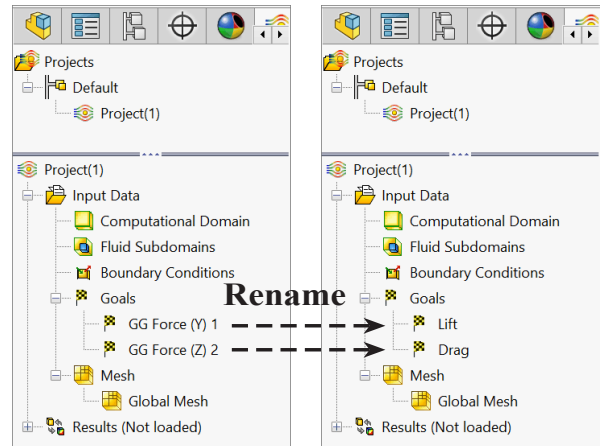 Projects
Default
Project(1)
Project(1)
Input Data
Computational Domain
Fluid Subdomains
Boundary Conditions
Goals
GG Force (Y) 1
GG Force (Z) 2
Mesh
Global Mesh
Results (Not loaded)
Rename
Projects
Default
Project(1)
Project(1)
Input Data
Computational Domain
Fluid Subdomains
Boundary Conditions
Goals
Lift
Drag
Mesh
Global Mesh
Results (Not loaded)